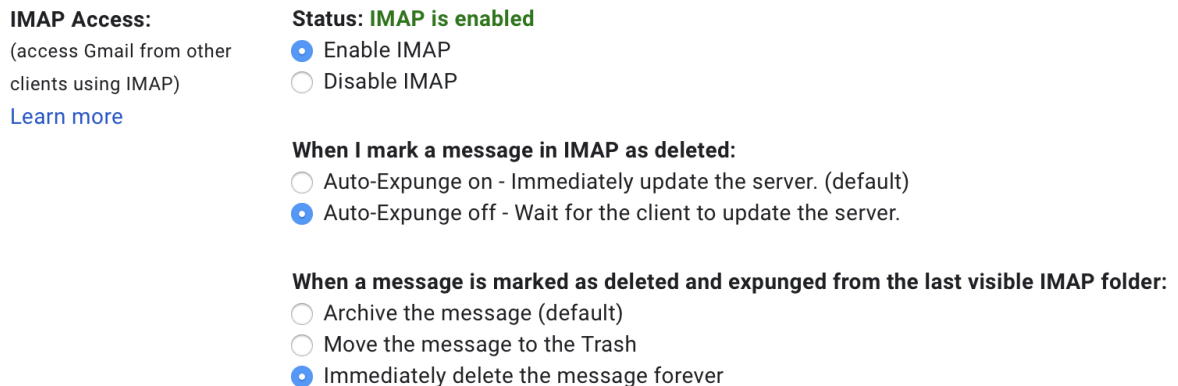 IMAP Access:
(access Gmail from other
clients using IMAP)
Learn more
Status: IMAP is enabled
Enable IMAP
Disable IMAP
When I mark a message in IMAP as deleted:
Auto-Expunge on - Immediately update the server. (default)
Auto-Expunge off - Wait for the client to update the server.
When a message is marked as deleted and expunged from the last visible IMAP folder:
Archive the message (default)
Move the message to the Trash
Immediately delete the message forever